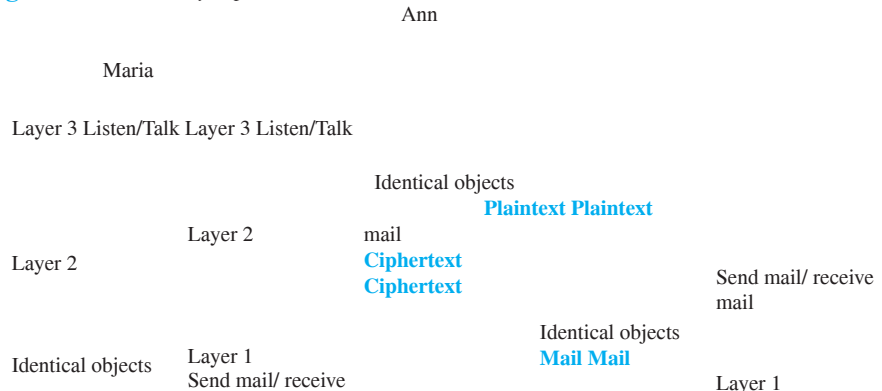 Ann
Maria
Layer 3 Listen/Talk Layer 3 Listen/Talk
Identical objects
Plaintext Plaintext
Layer 2
Layer 2
mail
Ciphertext
Ciphertext
Send mail/ receive
mail
Identical objects
Mail Mail
Identical objects
Layer 1
Send mail/ receive
Layer 1